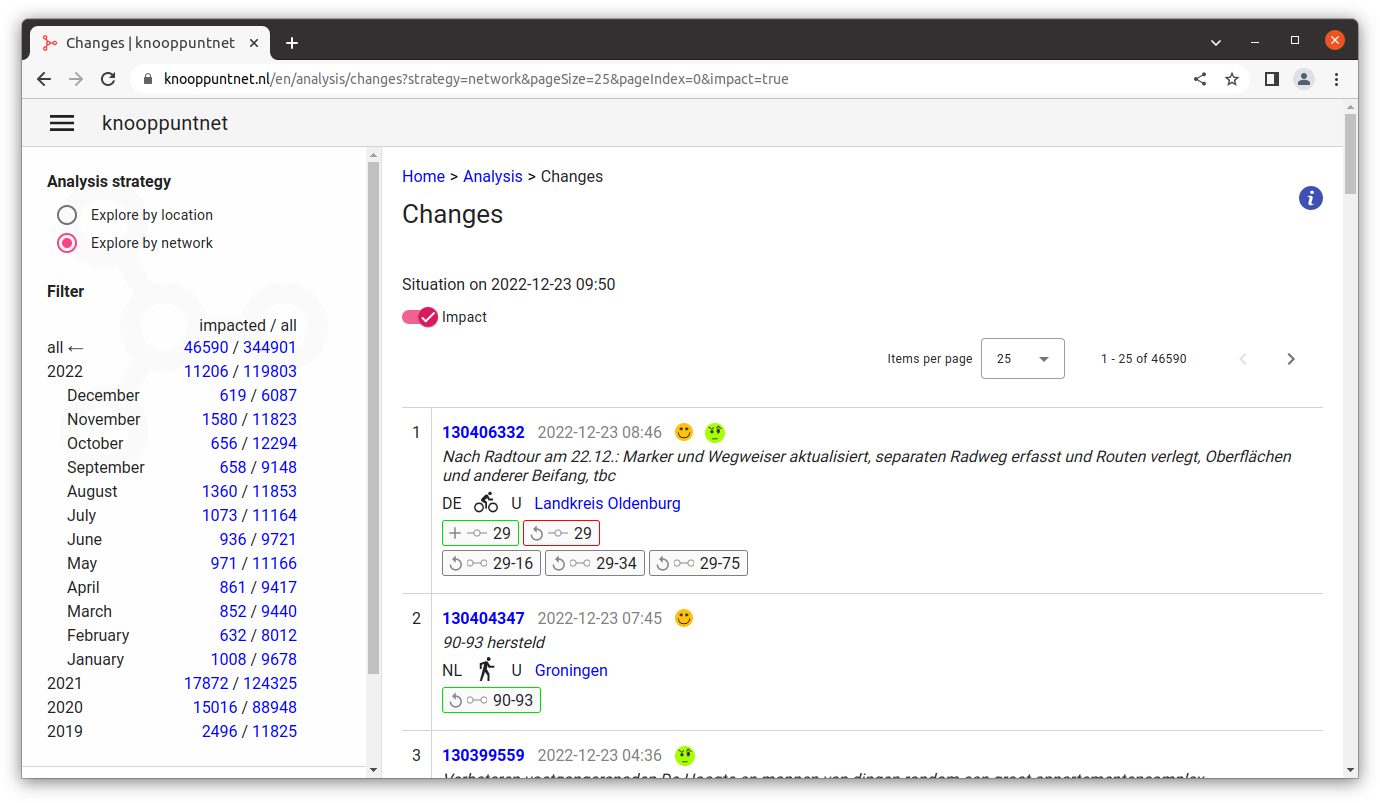 Changes | knooppuntnet
knooppuntnet.nl/en/analysis/changes?strategy=network&pageSize=25&pageIndex=0&impact=true
knooppuntnet
Analysis strategy
Explore by location
Explore by network
Filter
impacted / all
all ← 46590 / 344901
2022 11206 / 119803
December 619 / 6087
November 1580 / 11823
October 656 / 12294
September 658 / 9148
August 1360 / 11853
July 1073 / 11164
June 936 / 9721
May 971 / 11166
April 861 / 9417
March 852 / 9440
February 632 / 8012
January 1008 / 9678
2021 17872 / 124325
2020 15016 / 88948
2019 2496 / 11825
Home > Analysis > Changes
Changes
Situation on 2022-12-23 09:50
Impact
Items per page 25 1 - 25 of 46590
1 130406332 2022-12-23 08:46
Nach Radtour am 22.12.: Marker und Wegweiser aktualisiert, separaten Radweg erfasst und Routen verlegt, Oberflächen
und anderer Beifang, tbc
DE U Landkreis Oldenburg
29 29
29-16 29-34 29-75
2 130404347 2022-12-23 07:45
90-93 hersteld
NL U Groningen
90-93
3 130399559 2022-12-23 04:36